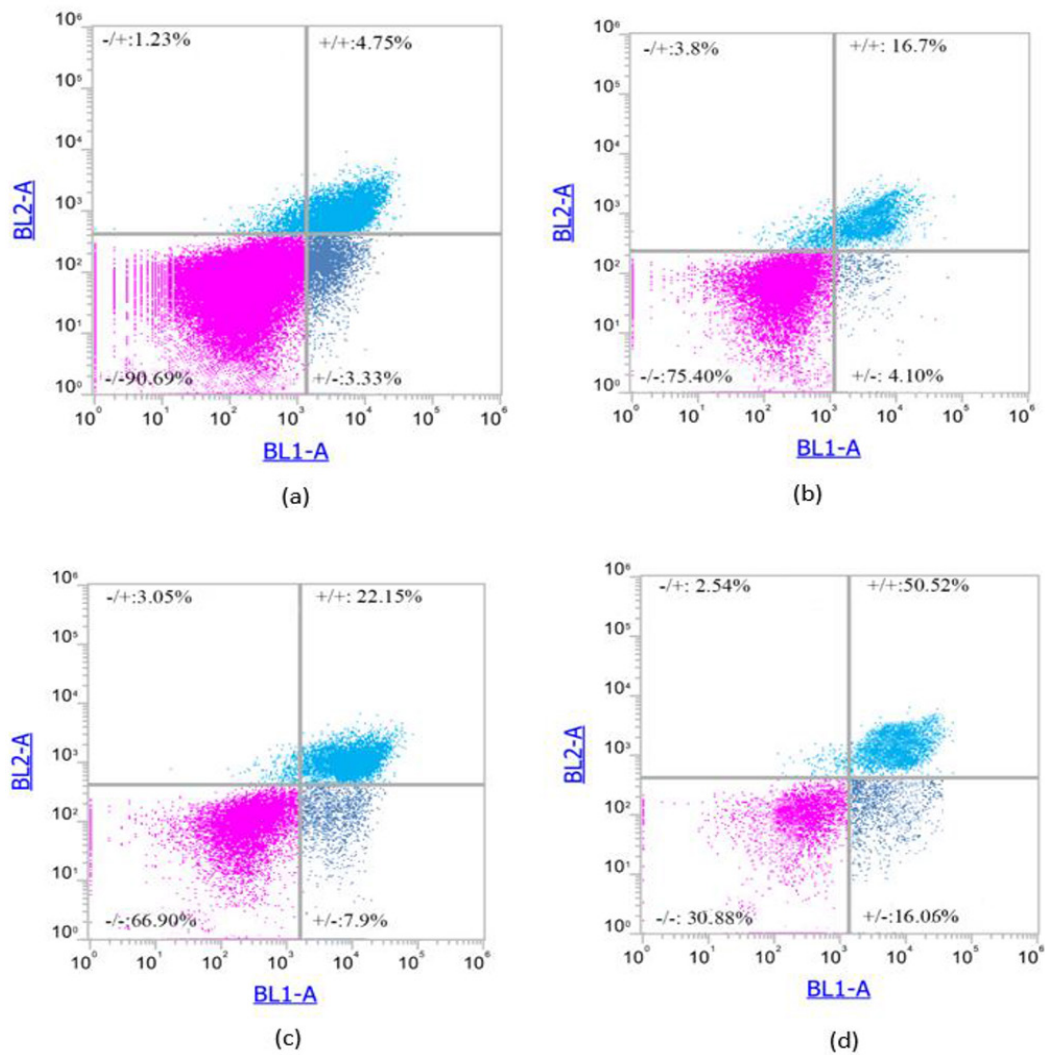 -/+:1.23%
+/+:4.75%
10⁶
10⁵
10⁴
10³
10²
10¹
10⁰
BL2-A
-/-90.69%
+/-:3.33%
10⁰ 10¹ 10² 10³ 10⁴ 10⁵ 10⁶
BL1-A
(a)
-/+:3.8%
+/+: 16.7%
10⁶
10⁵
10⁴
10³
10²
10¹
10⁰
BL2-A
-/-:75.40%
+/-: 4.10%
10⁰ 10¹ 10² 10³ 10⁴ 10⁵ 10⁶
BL1-A
(b)
-/+:3.05%
+/+: 22.15%
10⁶
10⁵
10⁴
10³
10²
10¹
10⁰
BL2-A
-/-:66.90%
+/-:7.9%
10⁰ 10¹ 10² 10³ 10⁴ 10⁵ 10⁶
BL1-A
(c)
-/+: 2.54%
+/+:50.52%
10⁶
10⁵
10⁴
10³
10²
10¹
10⁰
BL2-A
-/-: 30.88%
+/-:16.06%
10⁰ 10¹ 10² 10³ 10⁴ 10⁵ 10⁶
BL1-A
(d)